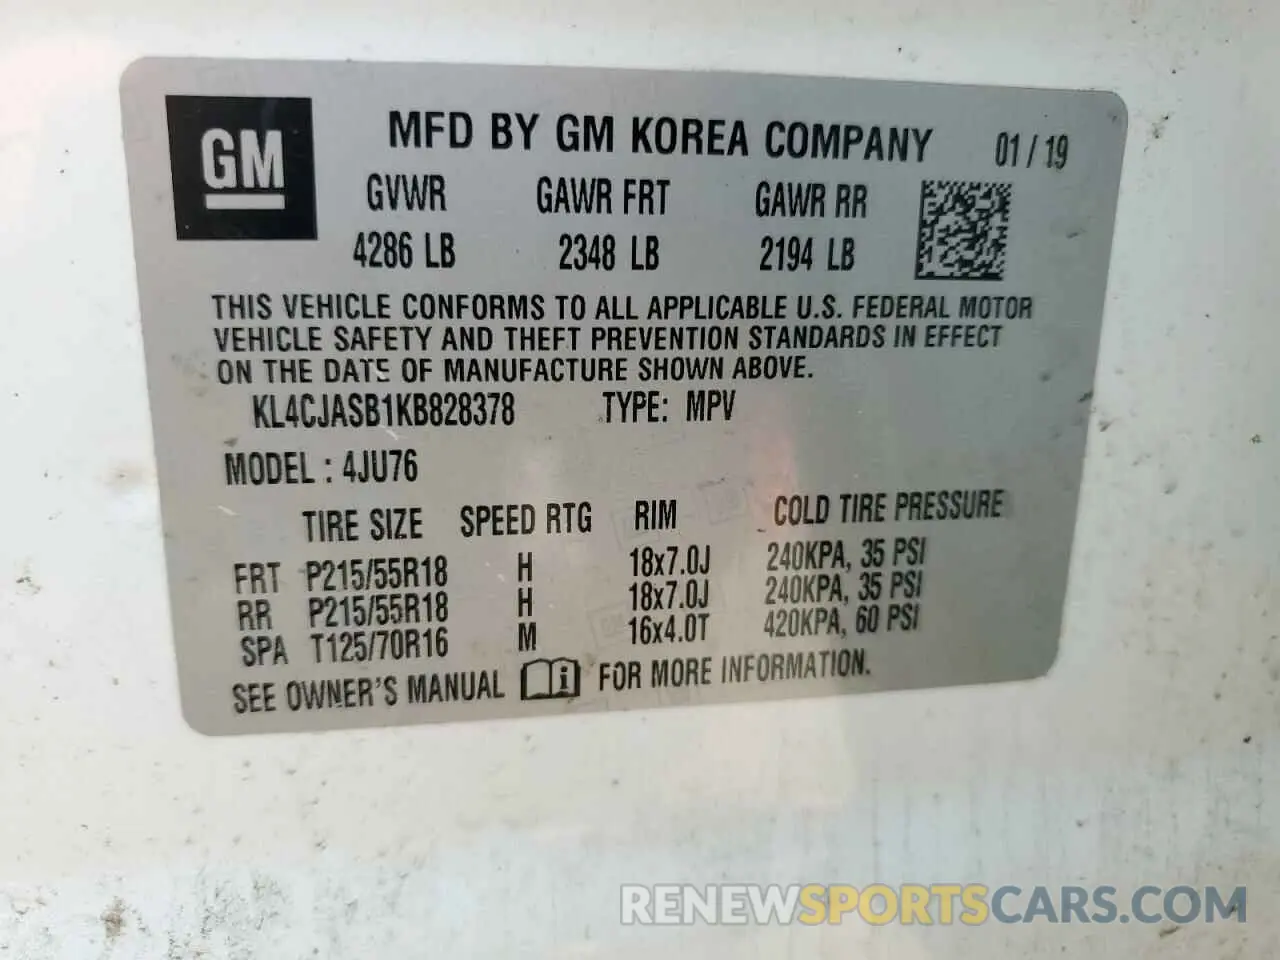 GM
MFD BY GM KOREA COMPANY 01 / 19
GVWR GAWR FRT GAWR RR
4286 LB 2348 LB 2194 LB
THIS VEHICLE CONFORMS TO ALL APPLICABLE U.S. FEDERAL MOTOR
VEHICLE SAFETY AND THEFT PREVENTION STANDARDS IN EFFECT
ON THE DATE OF MANUFACTURE SHOWN ABOVE.
KL4CJASB1KB828378 TYPE: MPV
MODEL : 4JU76
TIRE SIZE SPEED RTG RIM COLD TIRE PRESSURE
FRT P215/55R18 H 18x7.0J 240KPA, 35 PSI
RR P215/55R18 H 18x7.0J 240KPA, 35 PSI
SPA T125/70R16 M 16x4.0T 420KPA, 60 PSI
SEE OWNER'S MANUAL i FOR MORE INFORMATION.
RENEWSPORTSCARS.COM